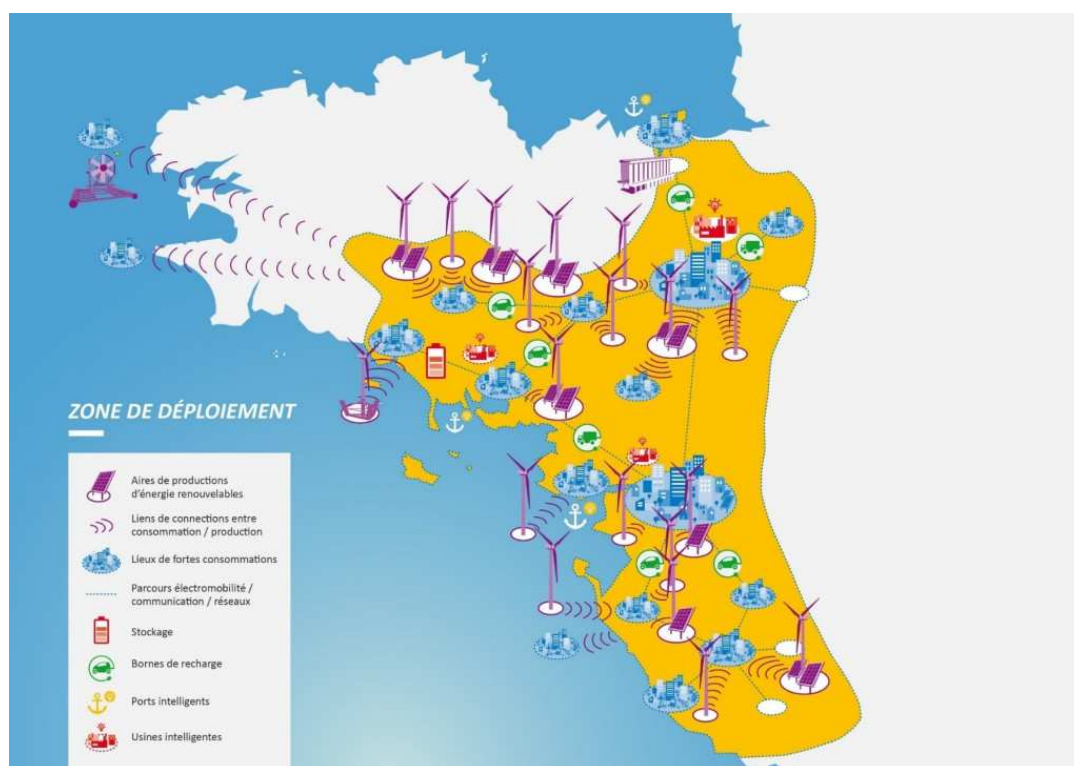 ZONE DE DÉPLOIEMENT
Aires de productions
d'énergie renouvelables
Liens de connections entre
consommation / production
Lieux de fortes consommations
Parcours électromobilité /
communication / réseaux
Stockage
Bornes de recharge
Ports intelligents
Usines intelligentes